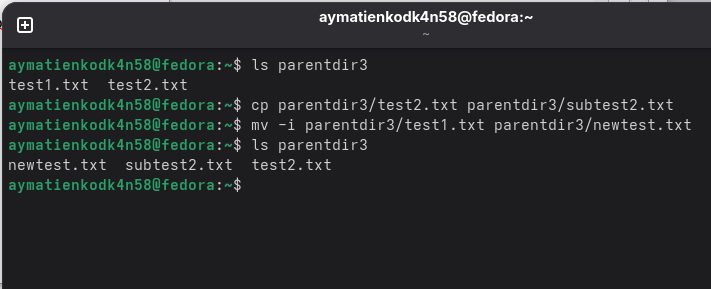 aymatienkodk4n58@fedora:~
~
aymatienkodk4n58@fedora:~$ ls parentdir3
test1.txt  test2.txt
aymatienkodk4n58@fedora:~$ cp parentdir3/test2.txt parentdir3/subtest2.txt
aymatienkodk4n58@fedora:~$ mv -i parentdir3/test1.txt parentdir3/newtest.txt
aymatienkodk4n58@fedora:~$ ls parentdir3
newtest.txt  subtest2.txt  test2.txt
aymatienkodk4n58@fedora:~$